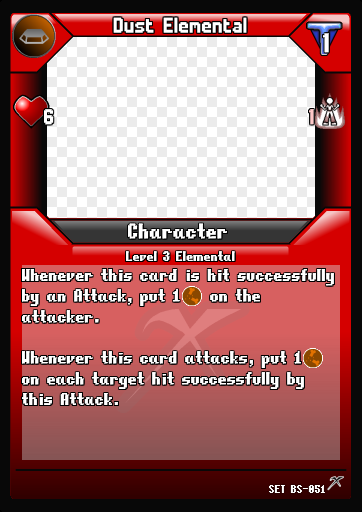 Dust Elemental
1
6
1
Character
Level 3 Elemental
Whenever this card is hit successfully
by an Attack, put 1 on the
attacker.
Whenever this card attacks, put 1
on each target hit successfully by
this Attack.
SET BS-051